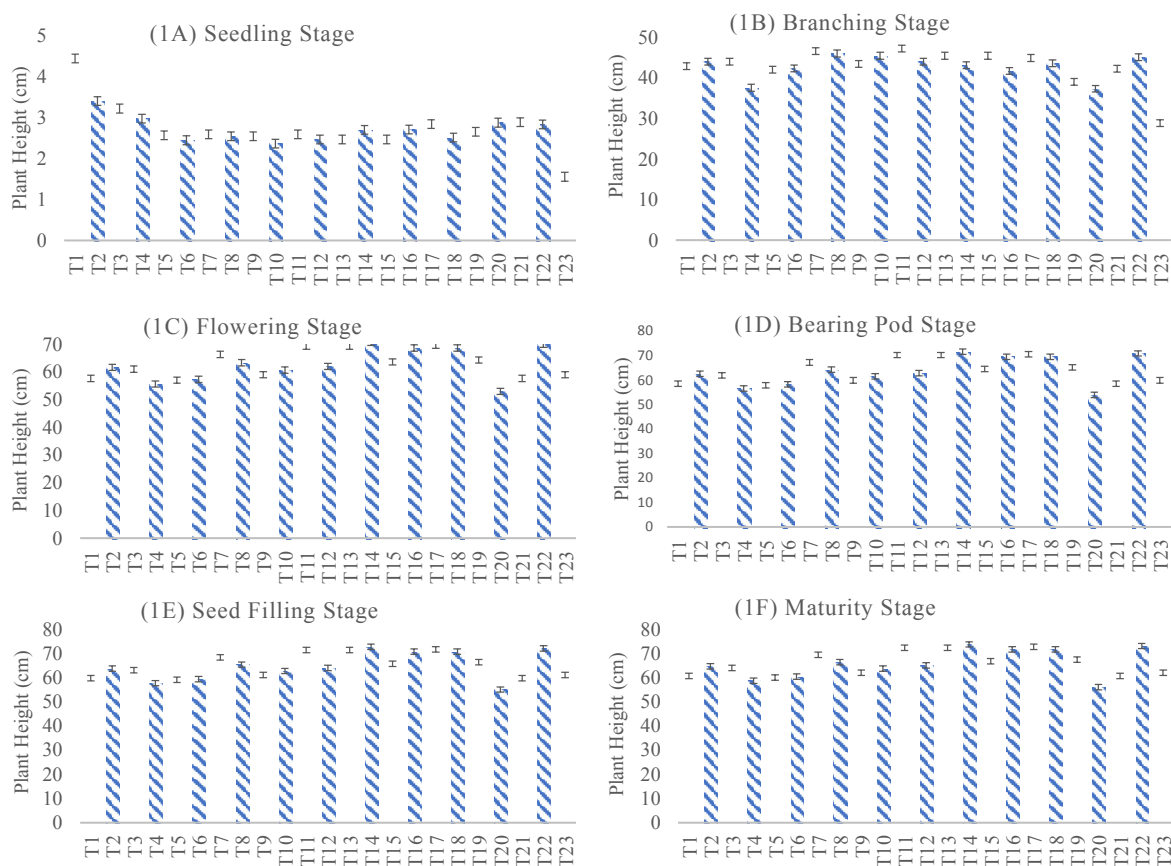 (1A) Seedling Stage
Plant Height (cm)
5
4
3
2
1
0
T1 T2 T3 T4 T5 T6 T7 T8 T9 T10 T11 T12 T13 T14 T15 T16 T17 T18 T19 T20 T21 T22 T23
(1B) Branching Stage
Plant Height (cm)
50
40
30
20
10
0
T1 T2 T3 T4 T5 T6 T7 T8 T9 T10 T11 T12 T13 T14 T15 T16 T17 T18 T19 T20 T21 T22 T23
(1C) Flowering Stage
Plant Height (cm)
70
60
50
40
30
20
10
0
T1 T2 T3 T4 T5 T6 T7 T8 T9 T10 T11 T12 T13 T14 T15 T16 T17 T18 T19 T20 T21 T22 T23
(1D) Bearing Pod Stage
Plant Height (cm)
80
70
60
50
40
30
20
10
0
T1 T2 T3 T4 T5 T6 T7 T8 T9 T10 T11 T12 T13 T14 T15 T16 T17 T18 T19 T20 T21 T22 T23
(1E) Seed Filling Stage
Plant Height (cm)
80
70
60
50
40
30
20
10
0
T1 T2 T3 T4 T5 T6 T7 T8 T9 T10 T11 T12 T13 T14 T15 T16 T17 T18 T19 T20 T21 T22 T23
(1F) Maturity Stage
Plant Height (cm)
80
70
60
50
40
30
20
10
0
T1 T2 T3 T4 T5 T6 T7 T8 T9 T10 T11 T12 T13 T14 T15 T16 T17 T18 T19 T20 T21 T22 T23